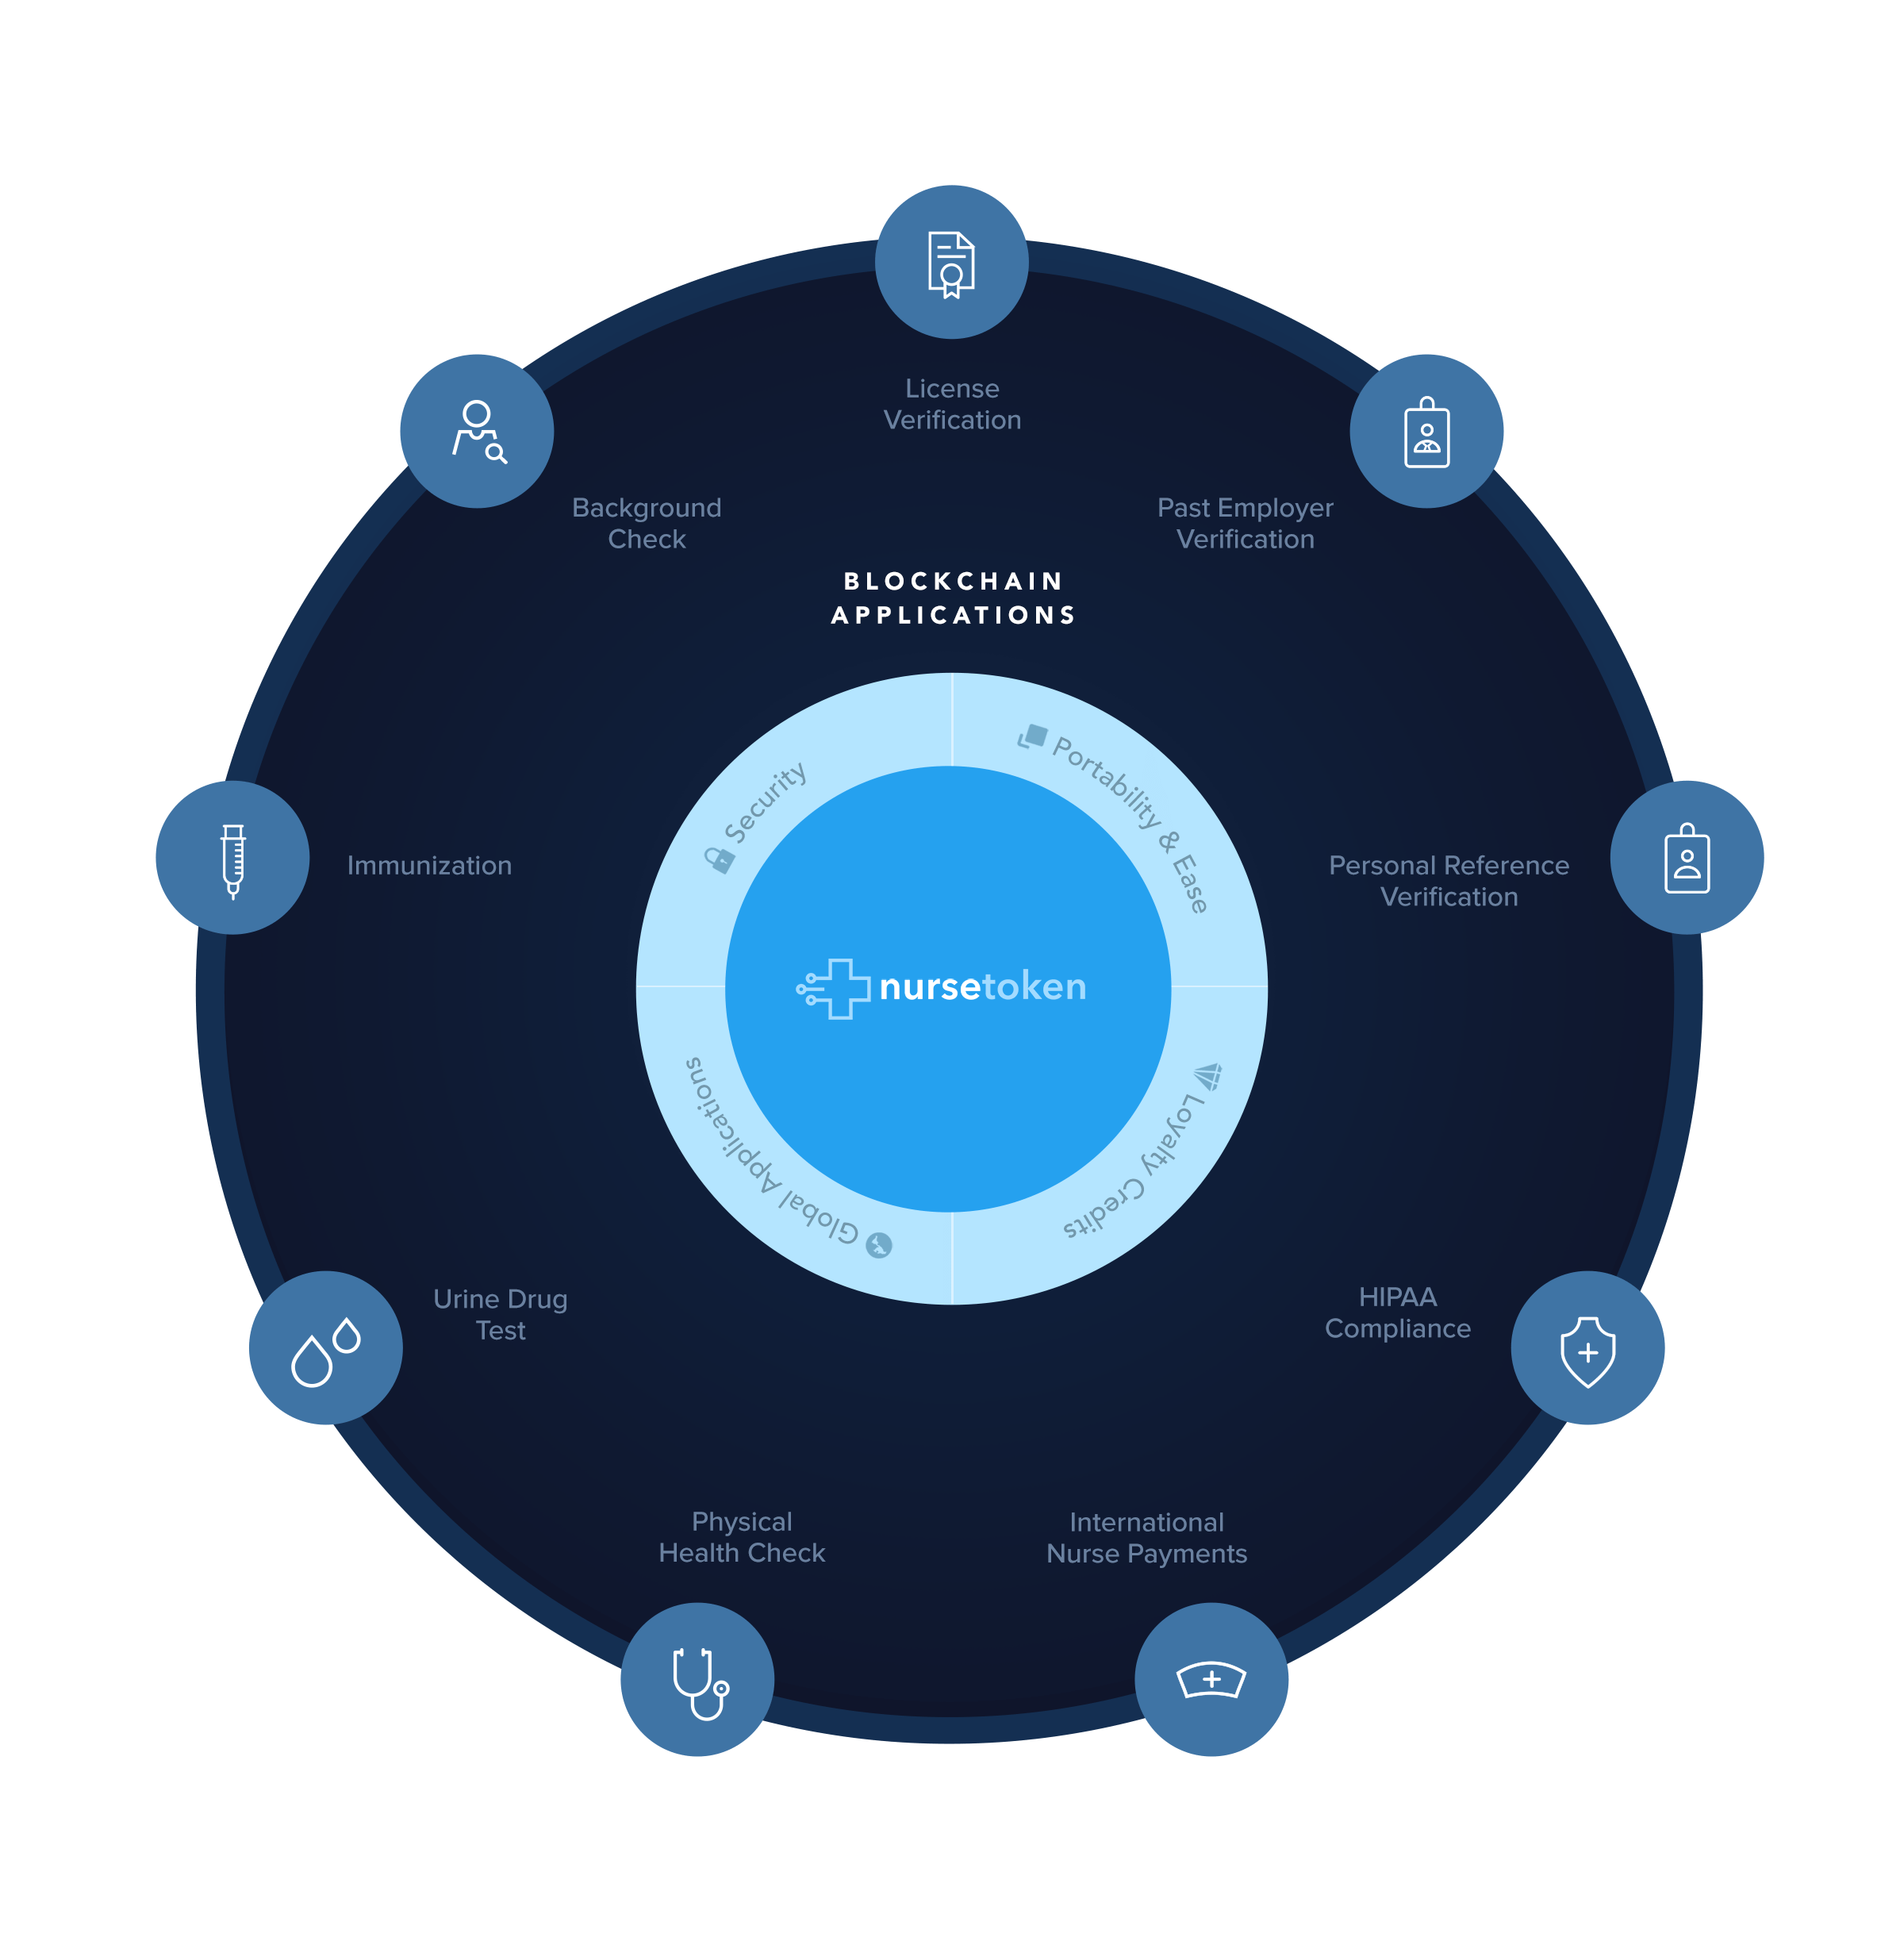 License
Verification
Background
Check
Past Employer
Verification
BLOCKCHAIN
APPLICATIONS
Security
Portability & Ease
Immunization
Personal Reference
Verification
nursetoken
Global Applications
Loyalty Credits
Urine Drug
Test
HIPAA
Compliance
Physical
Health Check
International
Nurse Payments